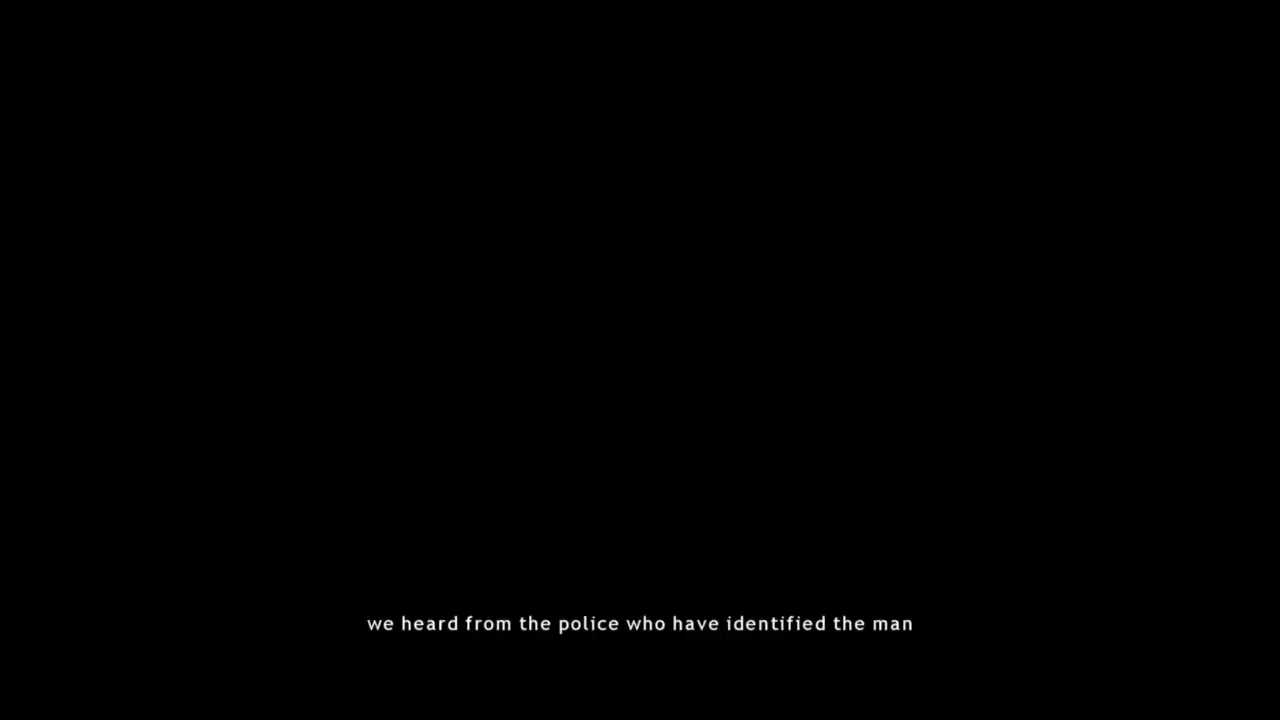 we heard from the police who have identified the man